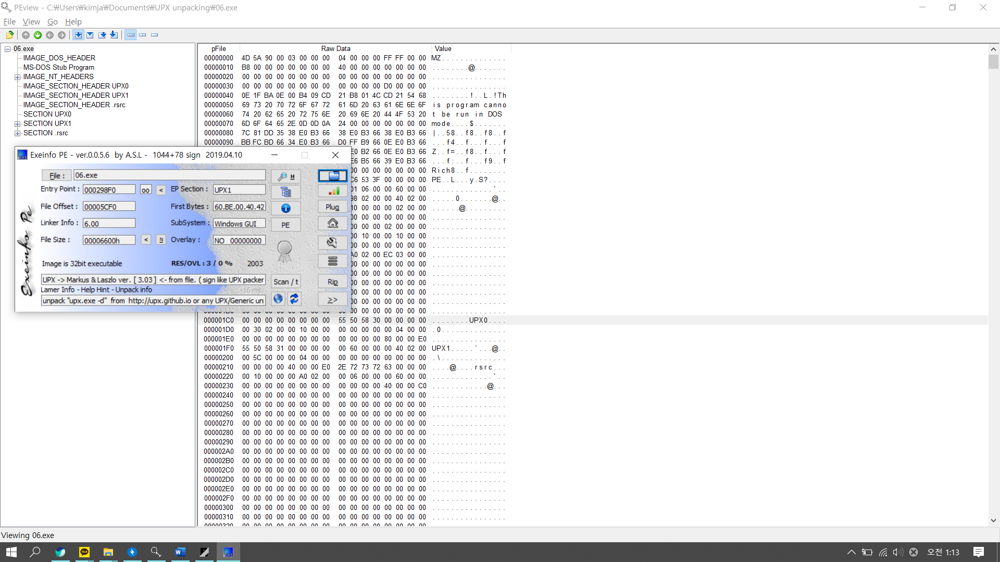 PEview - C:₩Users₩kimja₩Documents₩UPX unpacking₩06.exe
File View Go Help
06.exe
IMAGE_DOS_HEADER
MS-DOS Stub Program
IMAGE_NT_HEADERS
IMAGE_SECTION_HEADER UPX0
IMAGE_SECTION_HEADER UPX1
IMAGE_SECTION_HEADER .rsrc
SECTION UPX0
SECTION UPX1
SECTION .rsrc
pFile Raw Data Value
00000000 4D 5A 90 00 03 00 00 00 04 00 00 00 FF FF 00 00 MZ..............
00000010 B8 00 00 00 00 00 00 00 40 00 00 00 00 00 00 00 ........@.......
00000020 00 00 00 00 00 00 00 00 00 00 00 00 00 00 00 00 ................
00000030 00 00 00 00 00 00 00 00 00 00 00 00 D0 00 00 00 ................
00000040 0E 1F BA 0E 00 B4 09 CD 21 B8 01 4C CD 21 54 68 ........!..L.!Th
00000050 69 73 20 70 72 6F 67 72 61 6D 20 63 61 6E 6E 6F is program canno
00000060 74 20 62 65 20 72 75 6E 20 69 6E 20 44 4F 53 20 t be run in DOS
00000070 6D 6F 64 65 2E 0D 0D 0A 24 00 00 00 00 00 00 00 mode....$.......
00000080 7C 81 DD 35 38 E0 B3 66 38 E0 B3 66 38 E0 B3 66 |..58..f8..f8..f
00000090 BB FC BD 66 34 E0 B3 66 D0 FF B9 66 0E E0 B3 66 ...f4..f...f...f
E0 B2 66 0E E0 B3 66 Z..f=..f8..f...f
E6 B5 66 39 E0 B3 66 ...f:..f...f9..f
00 00 00 00 00 00 00 Rich8..f........
C6 53 3F 00 00 00 00 PE..L...y.S?....
01 06 00 00 60 00 00 .............`..
98 02 00 00 40 02 00 .....0.......@..
10 00 00 00 02 00 00 ......@.........
00 00 00 00 00 00 00 ................
00 00 00 02 00 00 00 ................
00 10 00 00 10 00 00 ................
00 00 00 00 00 00 00 ................
A0 02 00 EC 03 00 00 ................
00 00 00 00 00 00 00 ................
00 00 00 00 00 00 00 ................
00 00 00 00 00 00 00 ................
00 00 00 00 00 00 00 ................
00 00 00 00 00 00 00 ................
000001C0 00 00 00 00 00 00 00 00 55 50 58 30 00 00 00 00 ........UPX0....
000001D0 00 30 02 00 00 10 00 00 00 00 00 00 00 04 00 00 .0..............
000001E0 00 00 00 00 00 00 00 00 00 00 00 00 80 00 00 E0 ................
000001F0 55 50 58 31 00 00 00 00 00 60 00 00 00 40 02 00 UPX1.....`...@..
00000200 00 5C 00 00 00 04 00 00 00 00 00 00 00 00 00 00 .\..............
00000210 00 00 00 00 40 00 00 E0 2E 72 73 72 63 00 00 00 ....@....rsrc...
00000220 00 10 00 00 00 A0 02 00 00 06 00 00 00 60 00 00 .............`..
00000230 00 00 00 00 00 00 00 00 00 00 00 00 40 00 00 C0 ............@...
00000240 00 00 00 00 00 00 00 00 00 00 00 00 00 00 00 00 ................
00000250 00 00 00 00 00 00 00 00 00 00 00 00 00 00 00 00 ................
00000260 00 00 00 00 00 00 00 00 00 00 00 00 00 00 00 00 ................
00000270 00 00 00 00 00 00 00 00 00 00 00 00 00 00 00 00 ................
00000280 00 00 00 00 00 00 00 00 00 00 00 00 00 00 00 00 ................
00000290 00 00 00 00 00 00 00 00 00 00 00 00 00 00 00 00 ................
000002A0 00 00 00 00 00 00 00 00 00 00 00 00 00 00 00 00 ................
000002B0 00 00 00 00 00 00 00 00 00 00 00 00 00 00 00 00 ................
000002C0 00 00 00 00 00 00 00 00 00 00 00 00 00 00 00 00 ................
000002D0 00 00 00 00 00 00 00 00 00 00 00 00 00 00 00 00 ................
000002E0 00 00 00 00 00 00 00 00 00 00 00 00 00 00 00 00 ................
000002F0 00 00 00 00 00 00 00 00 00 00 00 00 00 00 00 00 ................
00000300 00 00 00 00 00 00 00 00 00 00 00 00 00 00 00 00 ................
00000310 00 00 00 00 00 00 00 00 00 00 00 00 00 00 00 00 ................
Exeinfo PE - ver.0.0.5.6 by A.S.L - 1044+78 sign 2019.04.10
Exeinfo Pe
File : 06.exe H
Entry Point : 000298F0 oo < EP Section : UPX1
File Offset : 00005CF0 First Bytes : 60.BE.00.40.42 Plug
Linker Info : 6.00 SubSystem : Windows GUI PE
File Size : 00006600h < N Overlay : NO 00000000
Image is 32bit executable RES/OVL : 3 / 0 % 2003
UPX -> Markus & Laszlo ver. [ 3.03 ] <- from file. ( sign like UPX packer Scan / t Rip
Lamer Info - Help Hint - Unpack info 16 ms.
unpack "upx.exe -d" from http://upx.github.io or any UPX/Generic un >>
Viewing 06.exe
TALK
오전 1:13